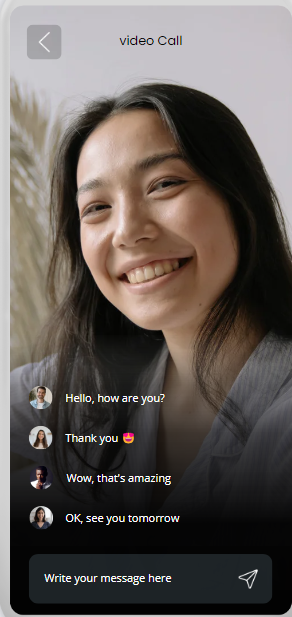 video Call
Hello, how are you?
Thank you 😍
Wow, that's amazing
OK, see you tomorrow
Write your message here